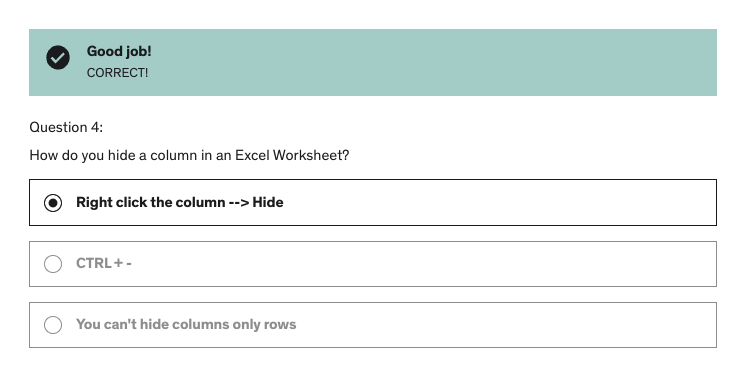 Good job!
CORRECT!
Question 4:
How do you hide a column in an Excel Worksheet?
Right click the column --> Hide
CTRL + -
You can't hide columns only rows